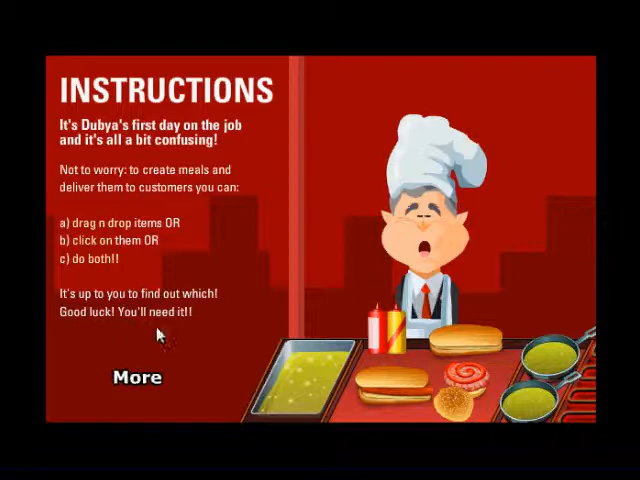 INSTRUCTIONS
It's Dubya's first day on the job
and it's all a bit confusing!
Not to worry: to create meals and
deliver them to customers you can:
a) drag n drop items OR
b) click on them OR
c) do both!!
It's up to you to find out which!
Good luck! You'll need it!!
More